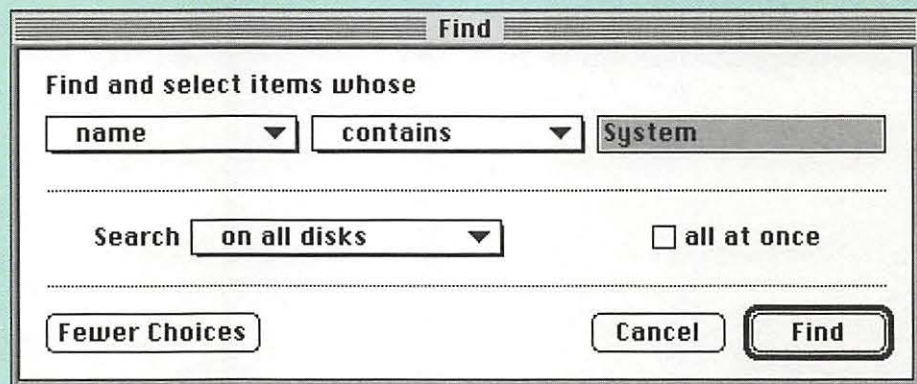 Find
Find and select items whose
name contains System
Search on all disks all at once
Fewer Choices Cancel Find